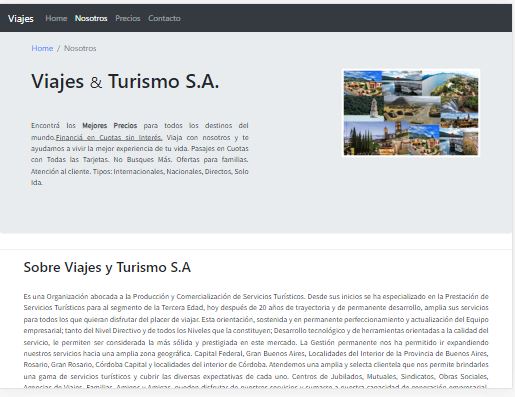 Viajes Home Nosotros Precios Contacto
Home / Nosotros
Viajes & Turismo S.A.
Encontrá los Mejores Precios para todos los destinos del
mundo.Financiá en Cuotas sin Interés. Viaja con nosotros y te
ayudamos a vivir la mejor experiencia de tu vida. Pasajes en Cuotas
con Todas las Tarjetas. No Busques Más. Ofertas para familias.
Atención al cliente. Tipos: Internacionales, Nacionales, Directos, Solo
Ida.
Sobre Viajes y Turismo S.A
Es una Organización abocada a la Producción y Comercialización de Servicios Turísticos. Desde sus inicios se ha especializado en la Prestación de
Servicios Turísticos para al segmento de la Tercera Edad, hoy después de 20 años de trayectoria y de permanente desarrollo, amplía sus servicios
para todos los que quieran disfrutar del placer de viajar. Esta orientación, sostenida y en permanente perfeccionamiento y actualización del Equipo
empresarial; tanto del Nivel Directivo y de todos los Niveles que la constituyen; Desarrollo tecnológico y de herramientas orientadas a la calidad del
servicio, le permiten ser considerada la más sólida y prestigiada en este mercado. La Gestión permanente nos ha permitido ir expandiendo
nuestros servicios hacia una amplia zona geográfica. Capital Federal, Gran Buenos Aires, Localidades del Interior de la Provincia de Buenos Aires,
Rosario, Gran Rosario, Córdoba Capital y localidades del interior de Córdoba. Atendemos una amplia y selecta clientela que nos permite brindarles
una gama de servicios turísticos y cubrir las diversas expectativas de cada uno. Centros de Jubilados, Mutuales, Sindicatos, Obras Sociales,
Agencias de Viajes, Familias, Amigos y Amigas, pueden disfrutar de nuestros servicios y sumarse a nuestra capacidad de operación empresarial.